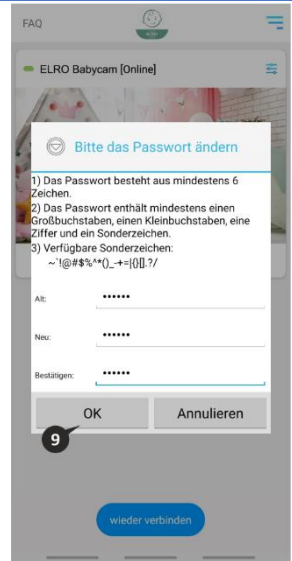 FAQ
ELRO Babycam [Online]
Bitte das Passwort ändern
1) Das Passwort besteht aus mindestens 6
Zeichen.
2) Das Passwort enthält mindestens einen
Großbuchstaben, einen Kleinbuchstaben, eine
Ziffer und ein Sonderzeichen.
3) Verfügbare Sonderzeichen:
~`!@#$%^*()_-+=|{}[].?/
Alt: ••••••
Neu: ••••••
Bestätigen: ••••••
OK
Annulieren
9
wieder verbinden